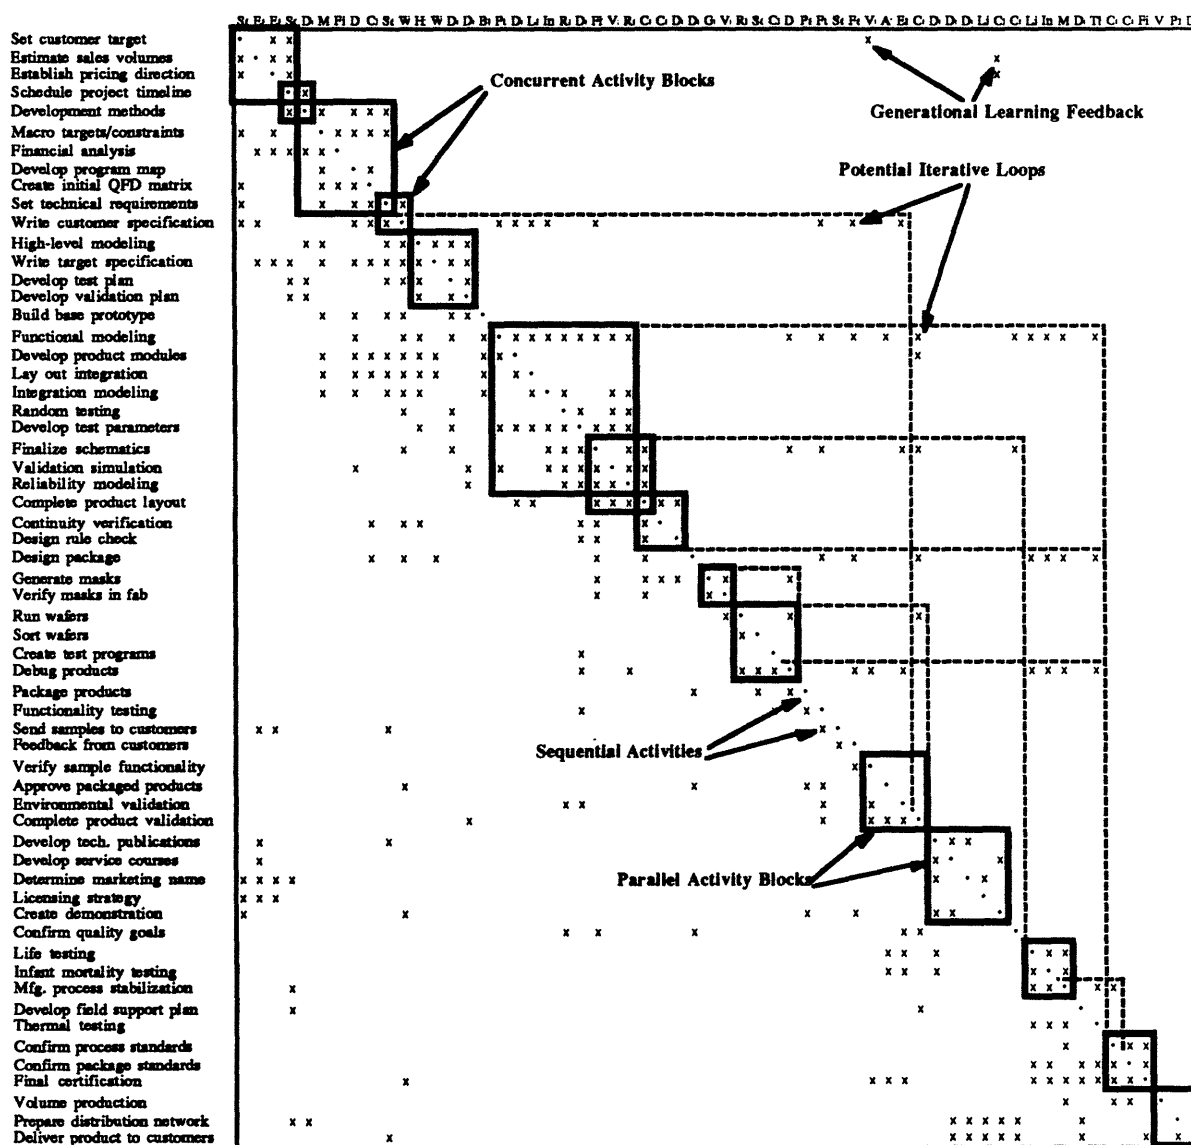 Set customer target
Estimate sales volumes
Establish pricing direction
Concurrent Activity Blocks
Schedule project timeline
Generational Learning Feedback
Development methods
Macro targets/constraints
Financial analysis
Develop program map
Potential Iterative Loops
Create initial QFD matrix
Set technical requirements
Write customer specification
High-level modeling
Write target specification
Develop test plan
Develop validation plan
Build base prototype
Functional modeling
Develop product modules
Lay out integration
Integration modeling
Random testing
Develop test parameters
Finalize schematics
Validation simulation
Reliability modeling
Complete product layout
Continuity verification
Design rule check
Design package
Generate masks
Verify masks in fab
Run wafers
Sort wafers
Create test programs
Debug products
Package products
Functionality testing
Send samples to customers
Feedback from customers
Sequential Activities
Verify sample functionality
Approve packaged products
Environmental validation
Complete product validation
Develop tech. publications
Develop service courses
Determine marketing name
Parallel Activity Blocks
Licensing strategy
Create demonstration
Confirm quality goals
Life testing
Infant mortality testing
Mfg. process stabilization
Develop field support plan
Thermal testing
Confirm process standards
Confirm package standards
Final certification
Volume production
Prepare distribution network
Deliver product to customers